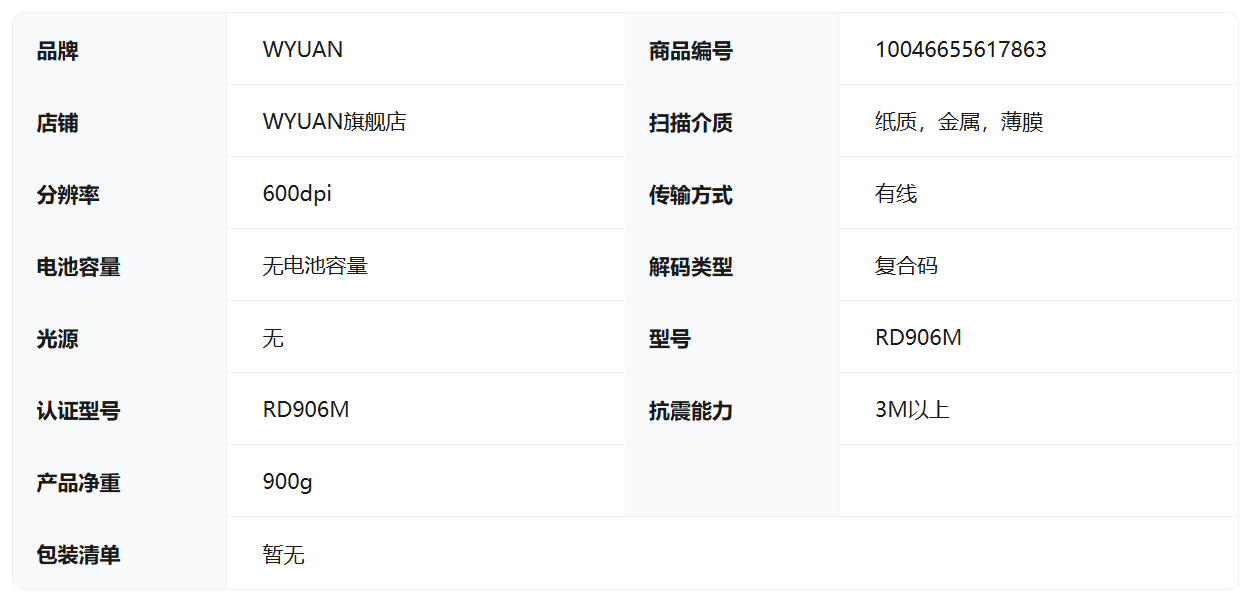 品牌 WYUAN 商品编号 10046655617863
店铺 WYUAN旗舰店 扫描介质 纸质，金属，薄膜
分辨率 600dpi 传输方式 有线
电池容量 无电池容量 解码类型 复合码
光源 无 型号 RD906M
认证型号 RD906M 抗震能力 3M以上
产品净重 900g
包装清单 暂无